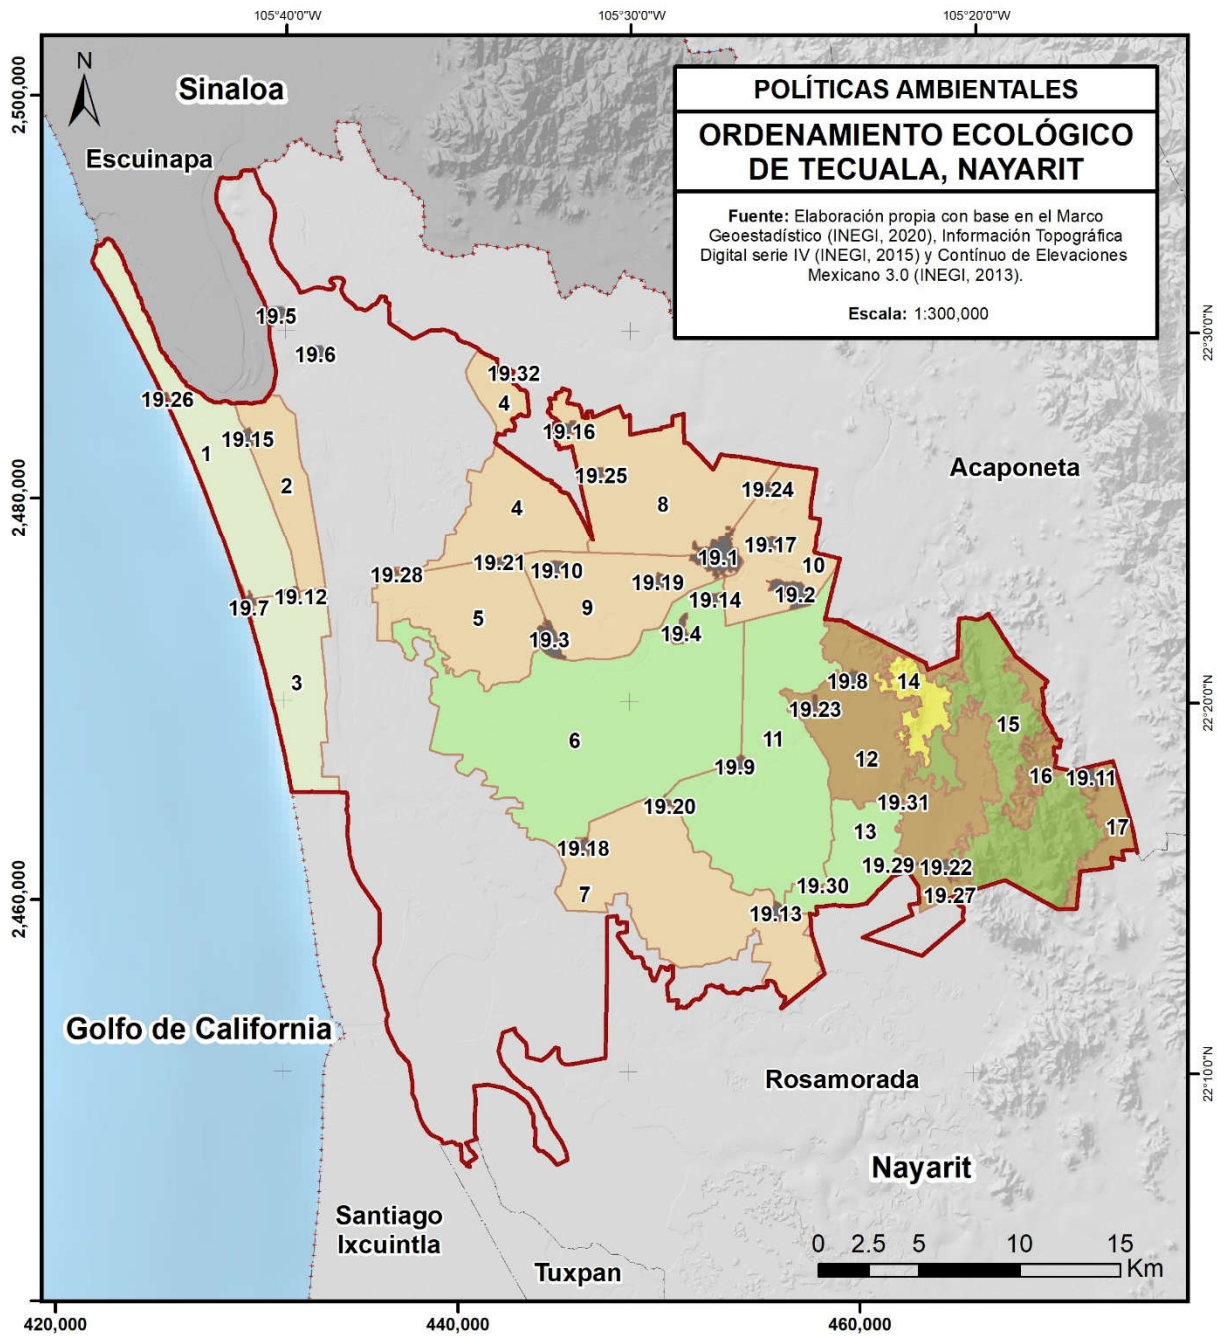 105°40'0"W
105°30'0"W
105°20'0"W
2,500,000
2,480,000
2,460,000
22°30'0"N
22°20'0"N
22°10'0"N
420,000
440,000
460,000
N
POLÍTICAS AMBIENTALES
ORDENAMIENTO ECOLÓGICO
DE TECUALA, NAYARIT
Fuente: Elaboración propia con base en el Marco
Geoestadístico (INEGI, 2020), Información Topográfica
Digital serie IV (INEGI, 2015) y Contínuo de Elevaciones
Mexicano 3.0 (INEGI, 2013).
Escala: 1:300,000
Sinaloa
Escuinapa
19.5
19.6
19.32
4
19.26
19.15
1
2
19.16
19.25
Acaponeta
19.24
8
4
19.17
19.1
10
19.21
19.10
19.28
19.19
19.2
19.12
19.7
19.14
9
5
19.4
19.3
3
19.8
14
19.23
15
6
11
12
19.9
16
19.11
19.31
19.20
17
13
19.18
19.29
19.22
19.30
7
19.27
19.13
Golfo de California
Rosamorada
Nayarit
Santiago
Ixcuintla
Tuxpan
0 2.5 5 10 15
Km